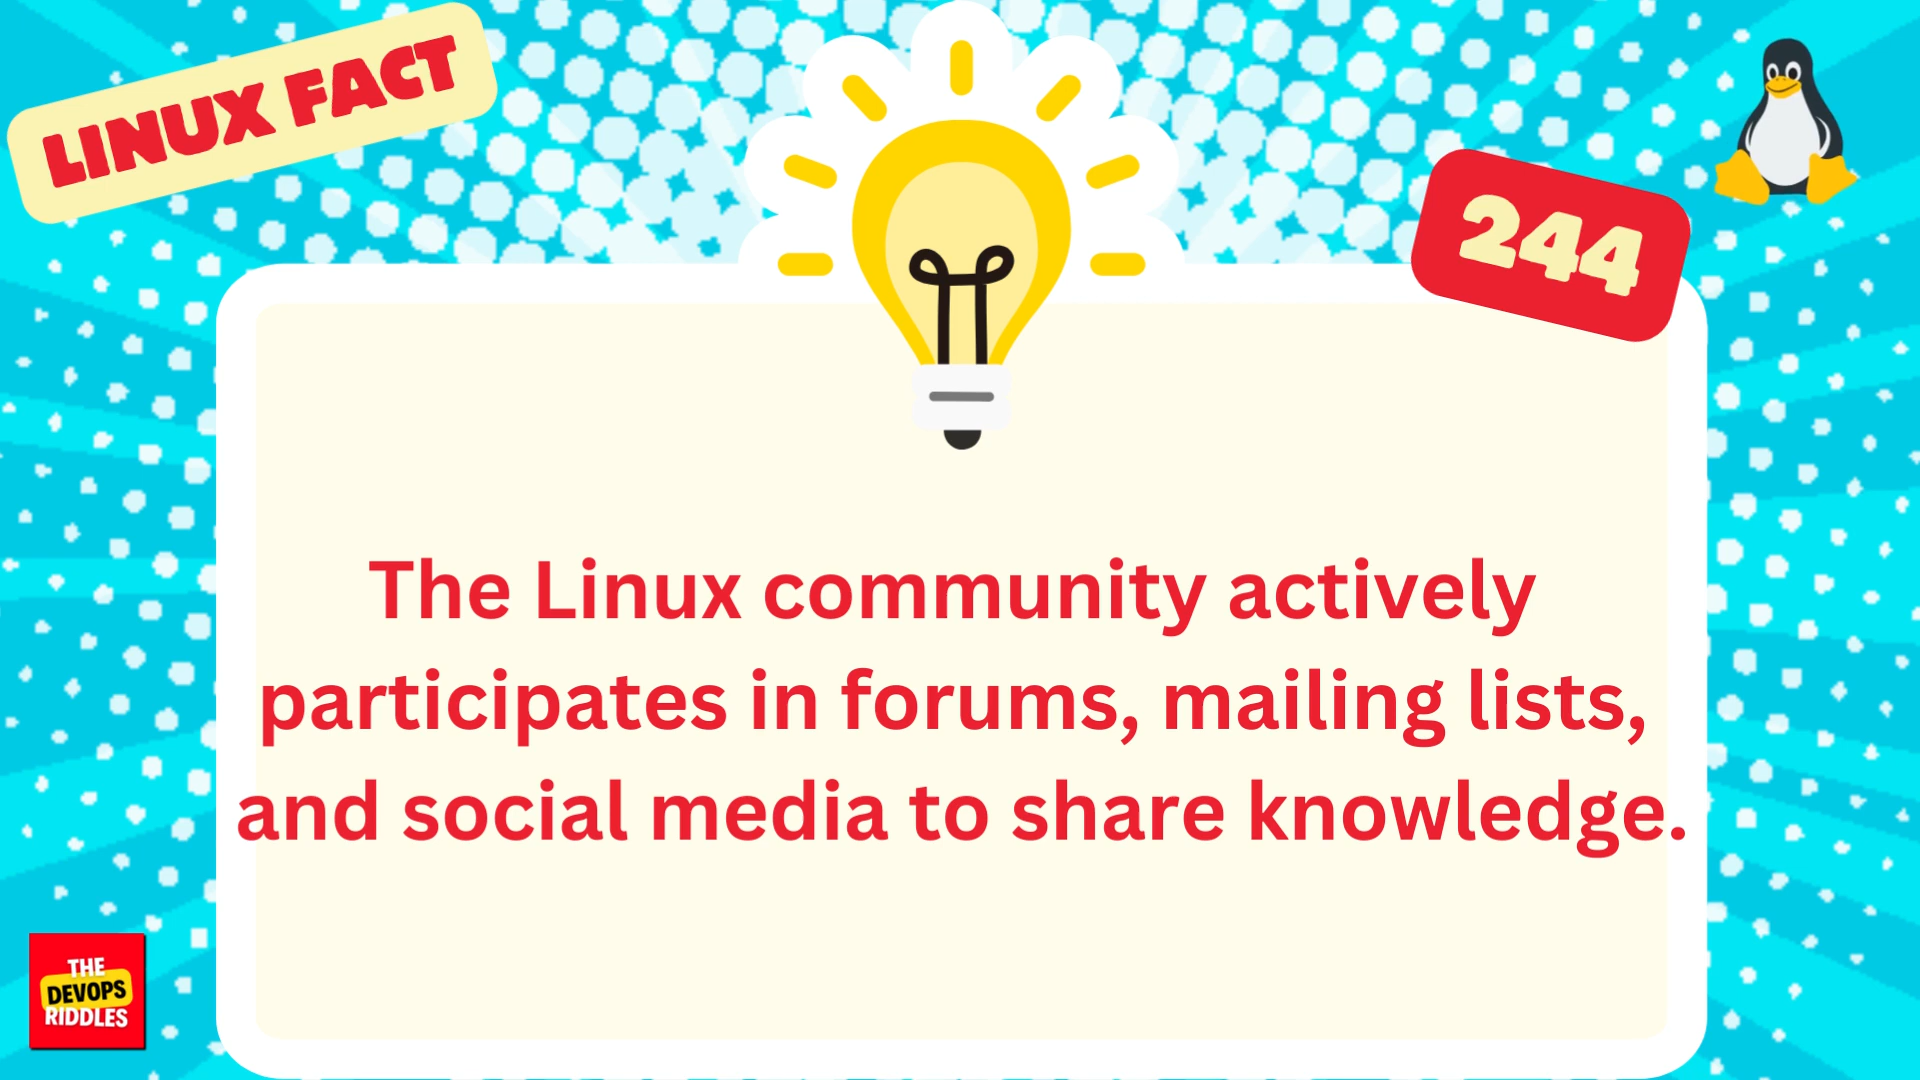 LINUX FACT
244
The Linux community actively
participates in forums, mailing lists,
and social media to share knowledge.
THE
DEVOPS
RIDDLES